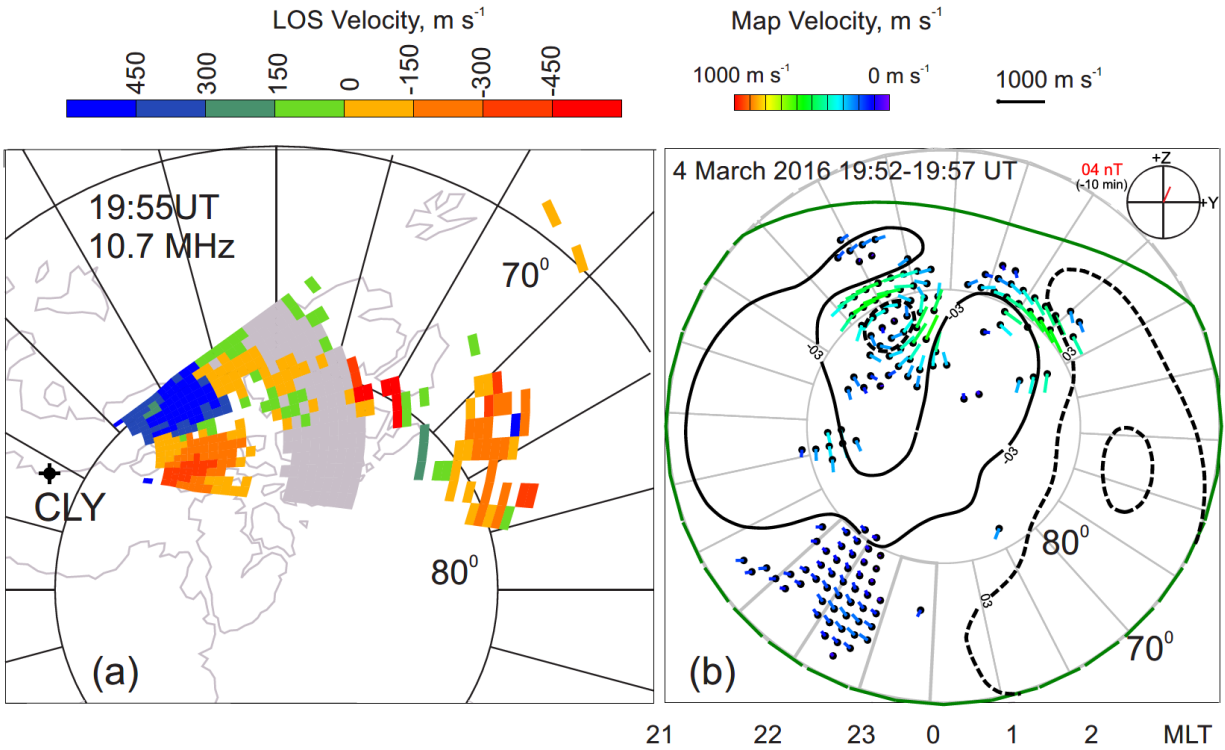 LOS Velocity, m s⁻¹
450
300
150
0
-150
-300
-450
Map Velocity, m s⁻¹
1000 m s⁻¹
0 m s⁻¹
1000 m s⁻¹
19:55UT
10.7 MHz
70⁰
CLY
80⁰
(a)
4 March 2016 19:52-19:57 UT
04 nT
(-10 min)
+Z
+Y
-03
-03
03
-03
80⁰
03
70⁰
(b)
21
22
23
0
1
2
MLT